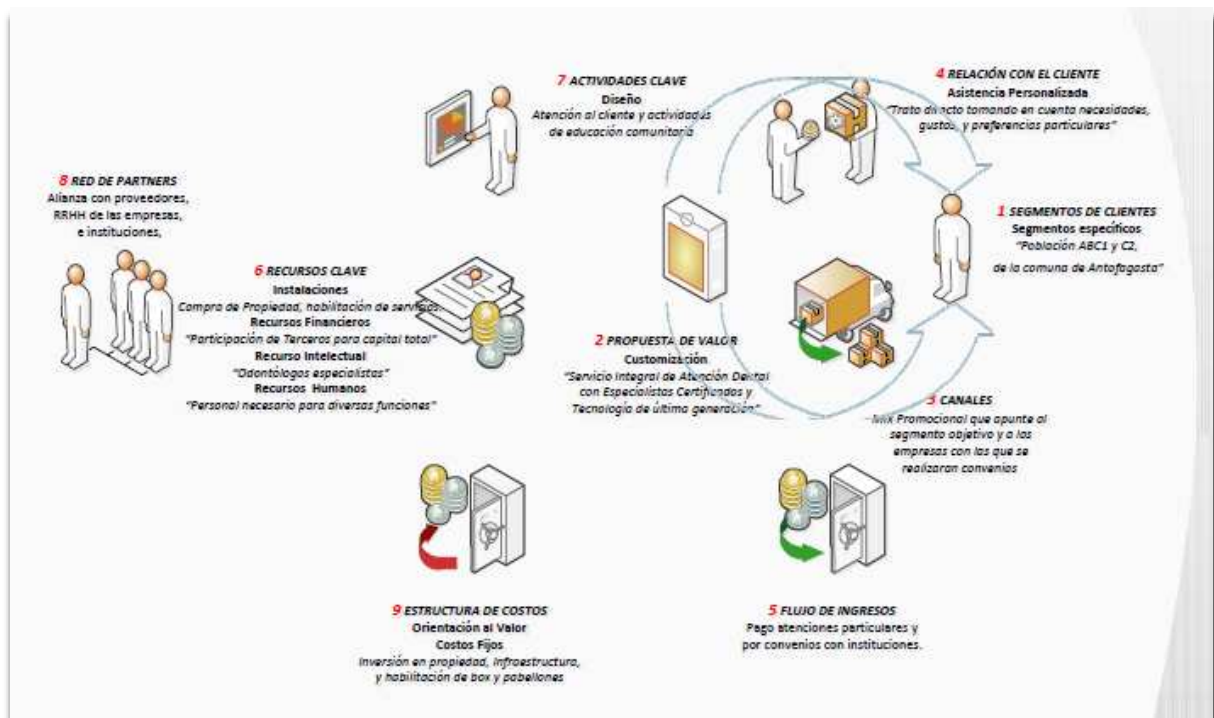 7 ACTIVIDADES CLAVE
Diseño
Atención al cliente y actividades
de educación comunitaria
4 RELACIÓN CON EL CLIENTE
Asistencia Personalizada
"Trato directo tomando en cuenta necesidades,
gustos, y preferencias particulares"
8 RED DE PARTNERS
Alianza con proveedores,
RRHH de las empresas,
e instituciones,
1 SEGMENTOS DE CLIENTES
Segmentos específicos
"Población ABC1 y C2,
de la comuna de Antofagasta"
6 RECURSOS CLAVE
Instalaciones
Compra de Propiedad, habilitación de servicios.
Recursos Financieros
"Participación de Terceros para capital total"
Recurso Intelectual
"Odontólogos especialistas"
Recursos Humanos
"Personal necesario para diversas funciones"
2 PROPUESTA DE VALOR
Customización
"Servicio Integral de Atención Dental
con Especialistas Certificados y
Tecnología de última generación"
3 CANALES
Mix Promocional que apunte al
segmento objetivo y a las
empresas con las que se
realizaran convenios
9 ESTRUCTURA DE COSTOS
Orientación al Valor
Costos Fijos
Inversión en propiedad, Infraestructura,
y habilitación de box y pabellones
5 FLUJO DE INGRESOS
Pago atenciones particulares y
por convenios con instituciones.